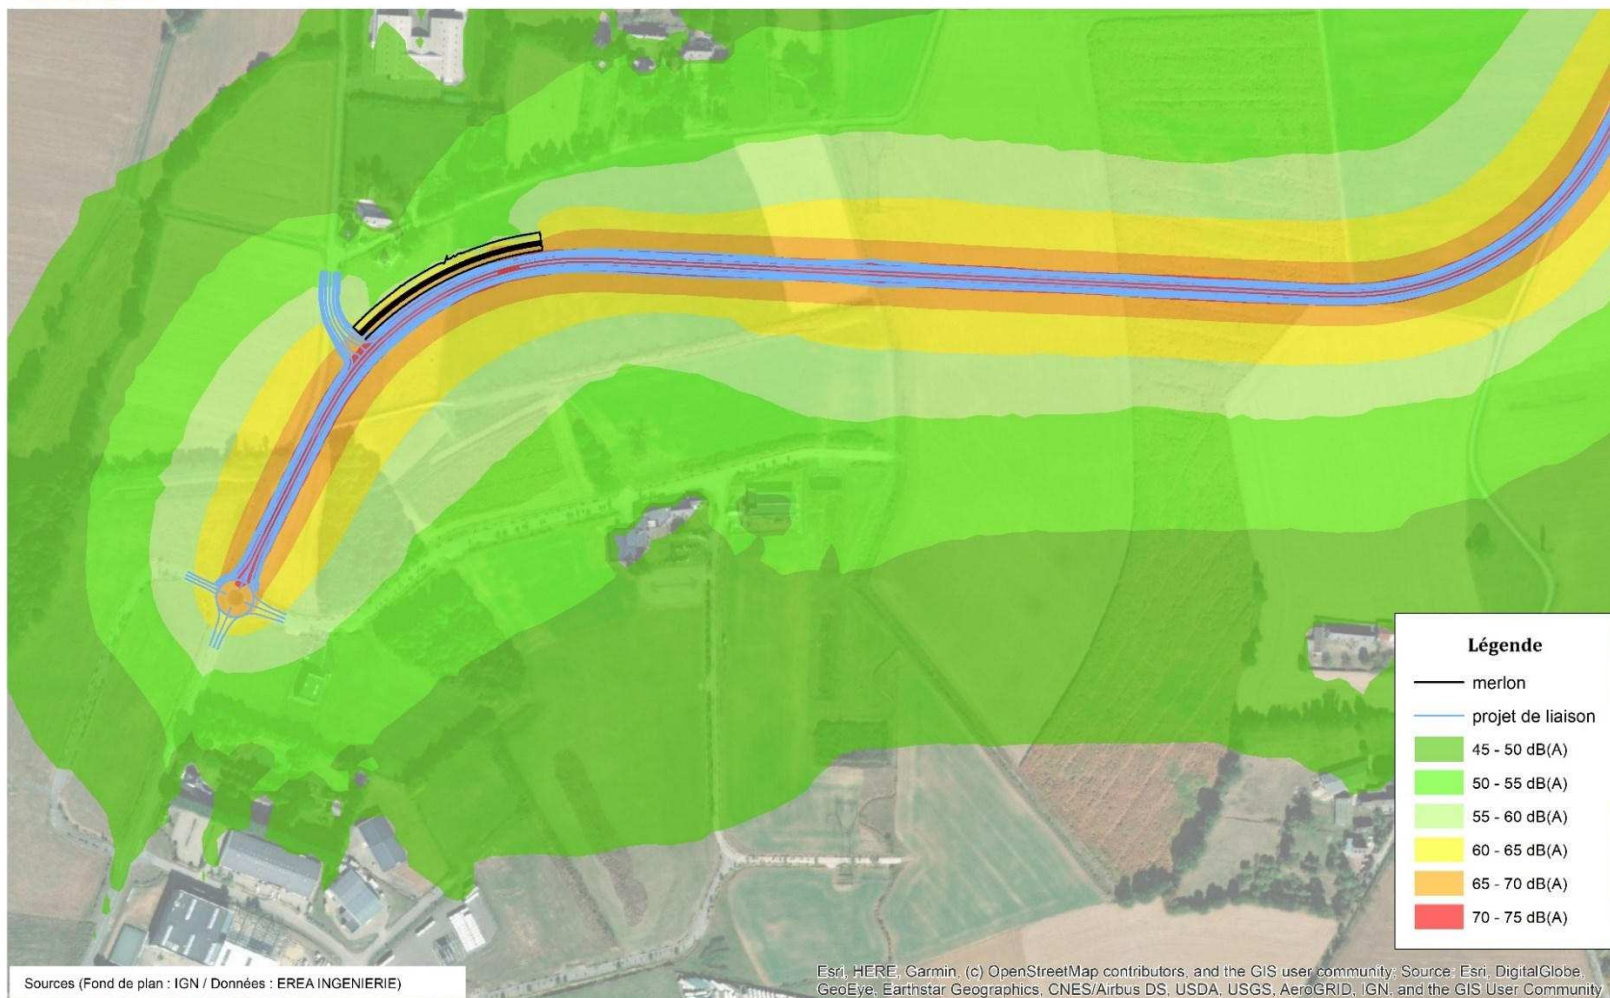 Légende
merlon
projet de liaison
45 - 50 dB(A)
50 - 55 dB(A)
55 - 60 dB(A)
60 - 65 dB(A)
65 - 70 dB(A)
70 - 75 dB(A)
Sources (Fond de plan : IGN / Données : EREA INGENIERIE)
Esri, HERE, Garmin, (c) OpenStreetMap contributors, and the GIS user community; Source: Esri, DigitalGlobe,
GeoEye, Earthstar Geographics, CNES/Airbus DS, USDA, USGS, AeroGRID, IGN, and the GIS User Community